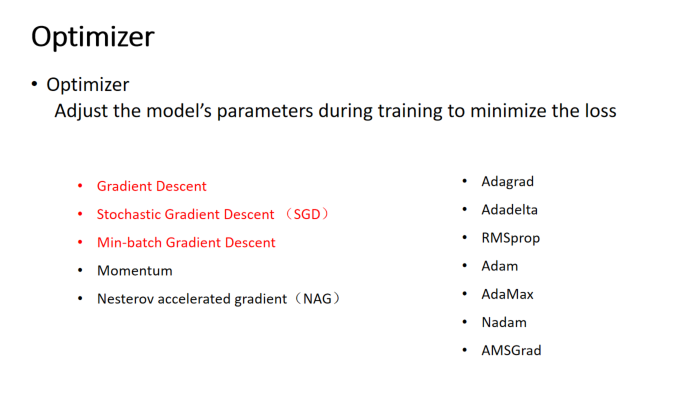 Optimizer
• Optimizer
Adjust the model’s parameters during training to minimize the loss
• Gradient Descent
• Stochastic Gradient Descent （SGD）
• Min-batch Gradient Descent
• Momentum
• Nesterov accelerated gradient（NAG）
• Adagrad
• Adadelta
• RMSprop
• Adam
• AdaMax
• Nadam
• AMSGrad